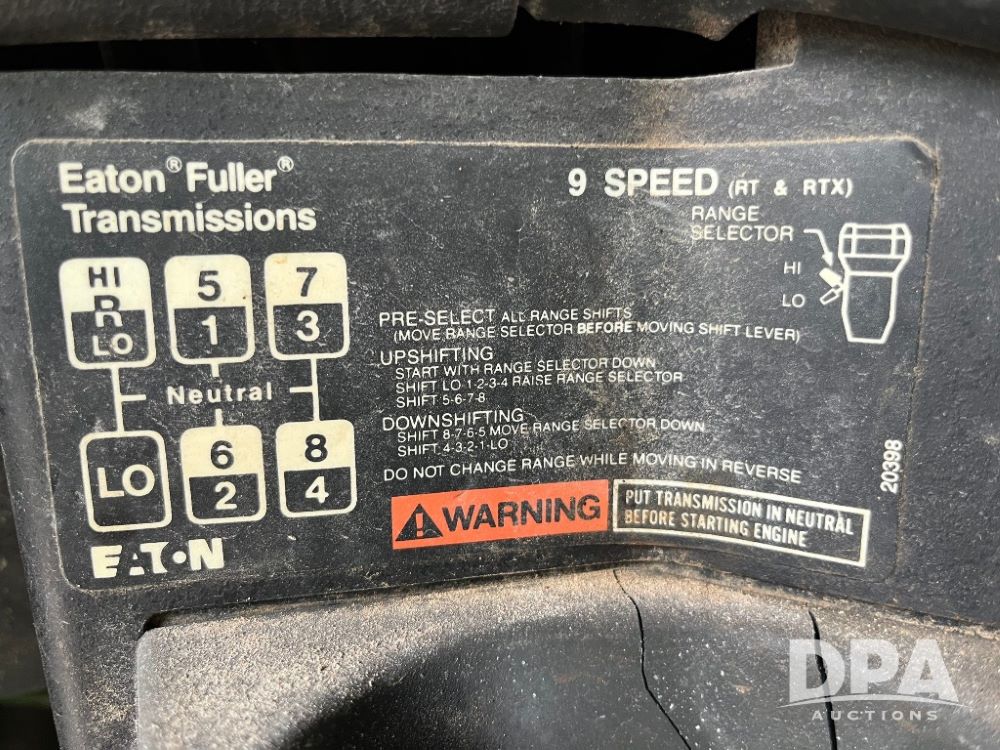 Eaton® Fuller®
Transmissions
9 SPEED (RT & RTX)
RANGE
SELECTOR
HI
LO
HI
R
LO
5
1
7
3
Neutral
LO
6
2
8
4
PRE-SELECT ALL RANGE SHIFTS
(MOVE RANGE SELECTOR BEFORE MOVING SHIFT LEVER)
UPSHIFTING
START WITH RANGE SELECTOR DOWN
SHIFT LO 1-2-3-4 RAISE RANGE SELECTOR
SHIFT 5-6-7-8
DOWNSHIFTING
SHIFT 8-7-6-5 MOVE RANGE SELECTOR DOWN
SHIFT 4-3-2-1-LO
DO NOT CHANGE RANGE WHILE MOVING IN REVERSE
WARNING
PUT TRANSMISSION IN NEUTRAL
BEFORE STARTING ENGINE
20398
EATON
DPA
AUCTIONS